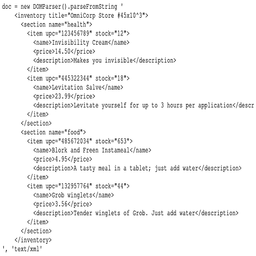 doc = new DOMParser().parseFromString '
<inventory title="OmniCorp Store #45x10^3">
<section name="health">
<item upc="123456789" stock="12">
<name>Invisibility Cream</name>
<price>14.50</price>
<description>Makes you invisible</description>
</item>
<item upc="445322344" stock="18">
<name>Levitation Salve</name>
<price>23.99</price>
<description>Levitate yourself for up to 3 hours per application</descr
</item>
</section>
<section name="food">
<item upc="485672034" stock="653">
<name>Blork and Freen Instameal</name>
<price>4.95</price>
<description>A tasty meal in a tablet; just add water</description>
</item>
<item upc="132957764" stock="44">
<name>Grob winglets</name>
<price>3.56</price>
<description>Tender winglets of Grob. Just add water</description>
</item>
</section>
</inventory>
', 'text/xml'